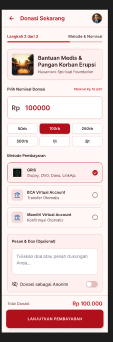 ← Donasi Sekarang
Langkah 2 dari 3
Metode & Nominal
Bantuan Medis &
Pangan Korban Erupsi
Nusantara Spiritual Foundation
Pilih Nominal Donasi
Minimal Rp 10.000
Rp 100000
50rb
100rb
250rb
500rb
1jt
2jt
Metode Pembayaran
QRIS
Gopay, OVO, Dana, LinkAja
BCA Virtual Account
Transfer Otomatis
Mandiri Virtual Account
Konfirmasi Otomatis
Pesan & Doa (Opsional)
Tuliskan doa atau pesan dukungan
Anda...
Donasi sebagai Anonim
Total Donasi
Rp 100.000
LANJUTKAN PEMBAYARAN